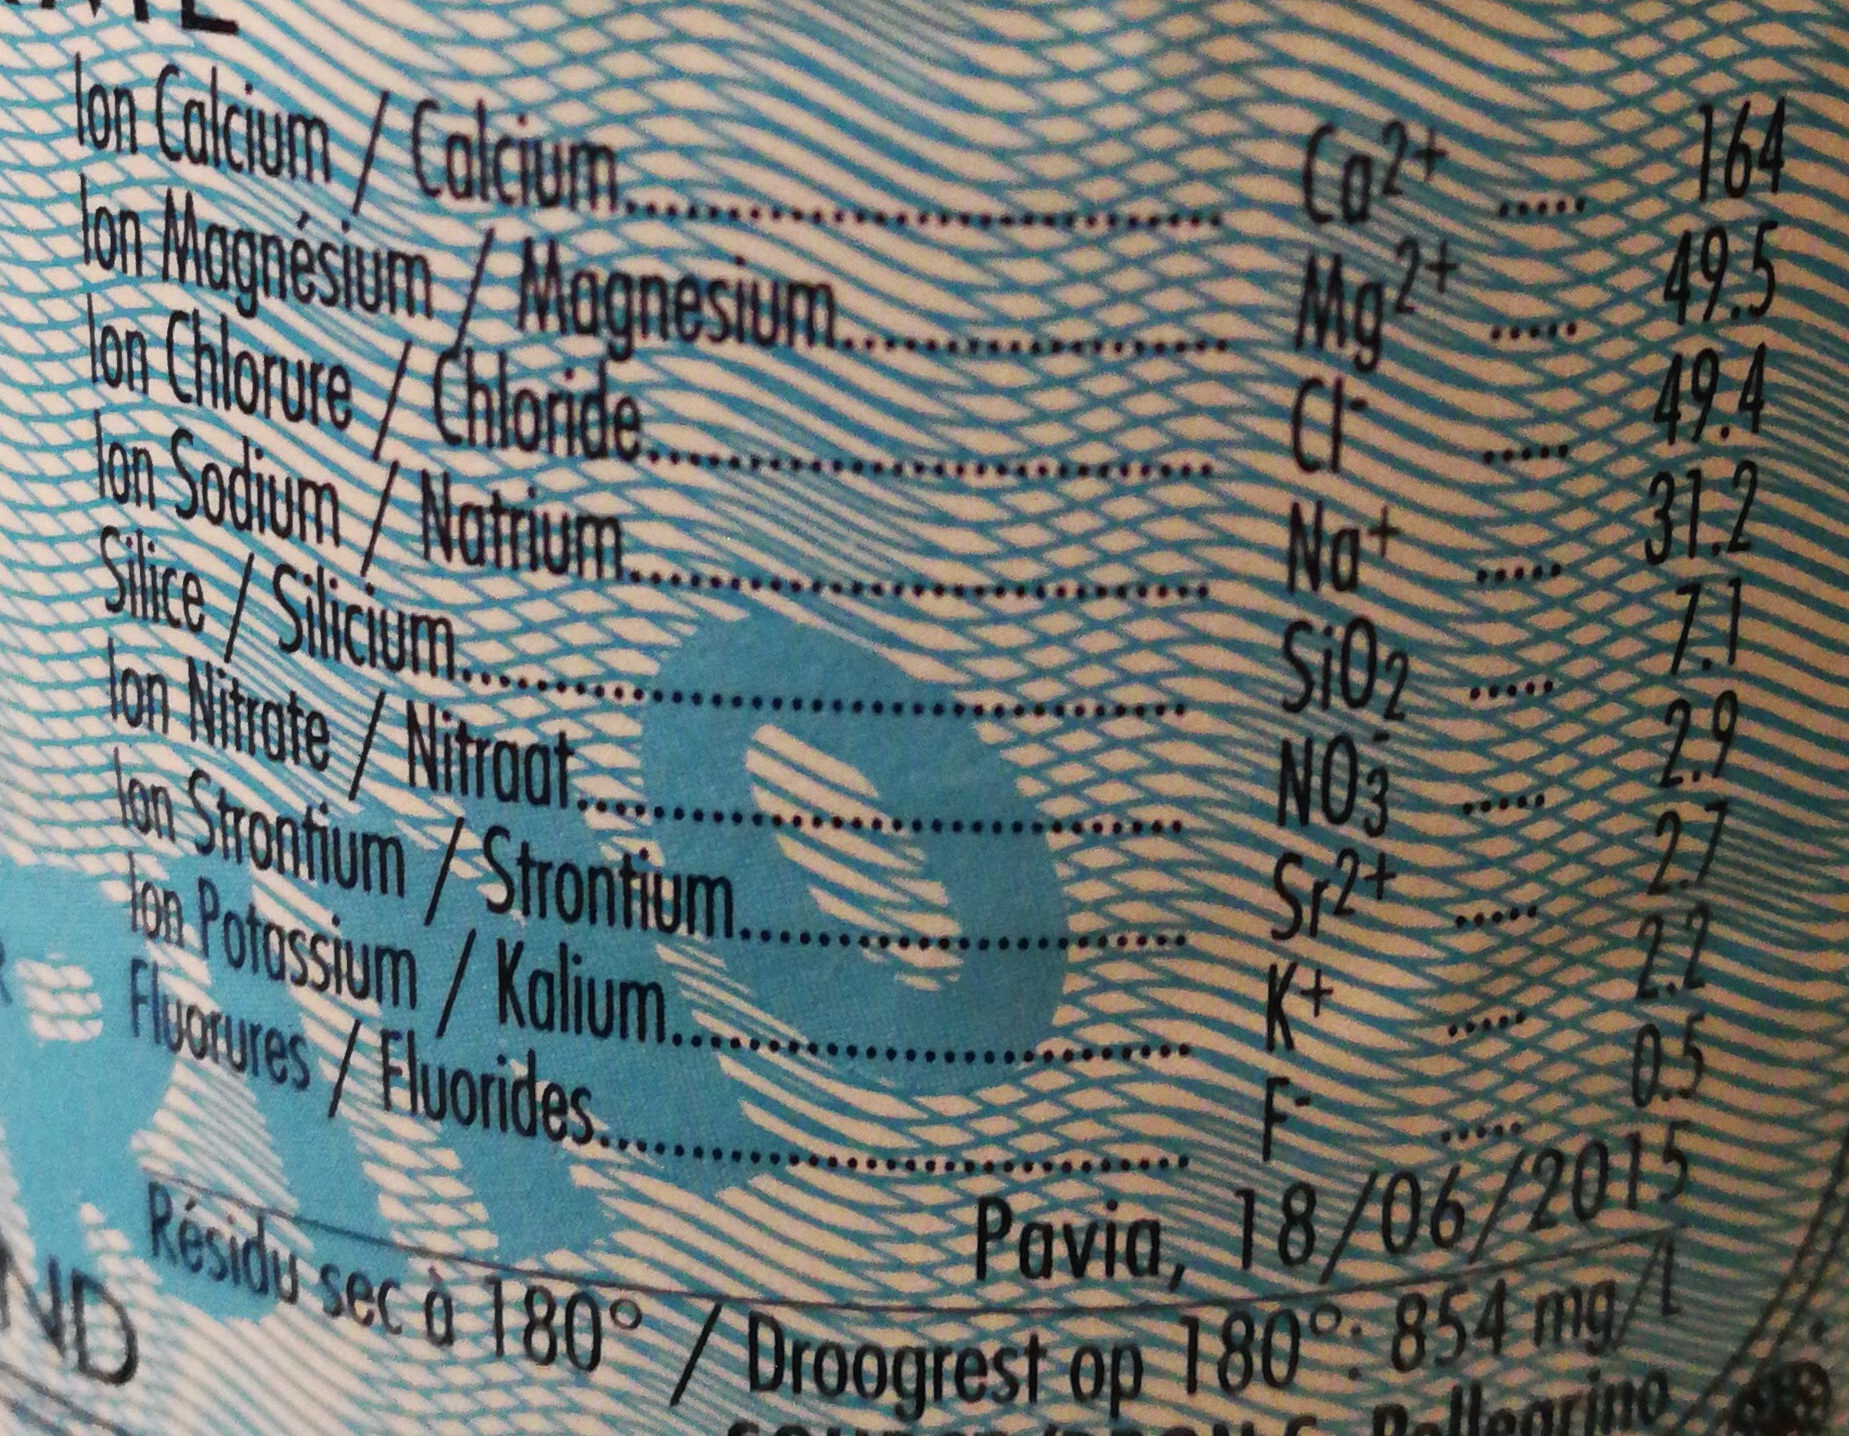 Ion Calcium / Calcium.......................................... Ca2+ ..... 164
Ion Magnésium / Magnesium........................... Mg2+ ..... 49.5
Ion Chlorure / Chloride........................................ Cl- ..... 49.4
Ion Sodium / Natrium......................................... Na+ ..... 31.2
Silice / Silicium.................................................... SiO2 ..... 7.1
Ion Nitrate / Nitraat........................................... NO3- ..... 2.9
Ion Strontium / Strontium................................ Sr2+ ..... 2.7
Ion Potassium / Kalium..................................... K+ ..... 2.2
Fluorures / Fluorides.......................................... F- ..... 0.5
Pavia, 18/06/2015
Résidu sec à 180° / Droogrest op 180°: 854 mg/l
ND
Pellegrino